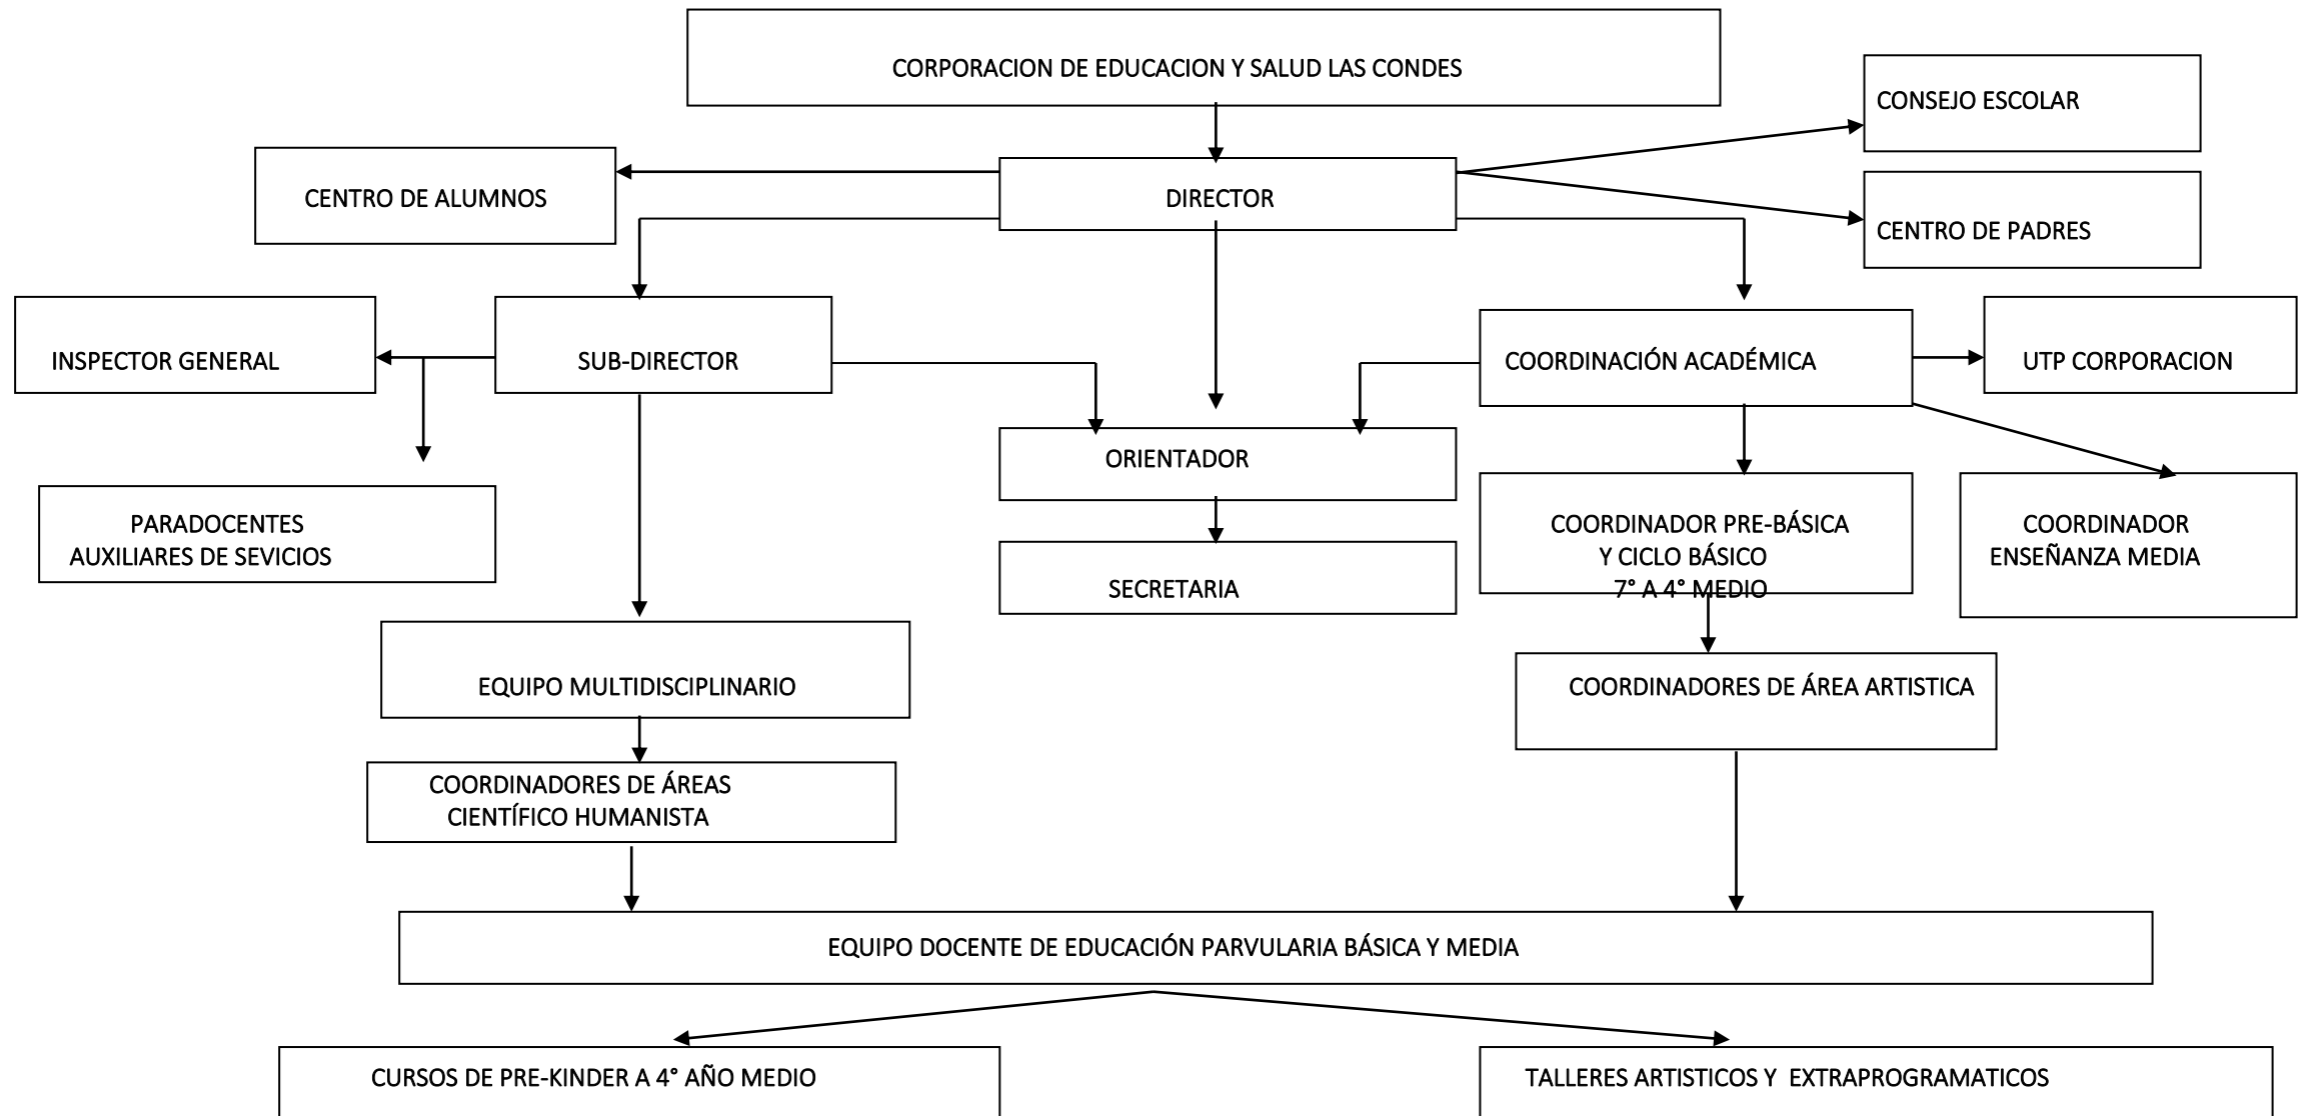 CORPORACION DE EDUCACION Y SALUD LAS CONDES
CONSEJO ESCOLAR
CENTRO DE ALUMNOS
DIRECTOR
CENTRO DE PADRES
INSPECTOR GENERAL
SUB-DIRECTOR
COORDINACIÓN ACADÉMICA
UTP CORPORACION
ORIENTADOR
PARADOCENTES
AUXILIARES DE SEVICIOS
SECRETARIA
COORDINADOR PRE-BÁSICA
Y CICLO BÁSICO
7° A 4° MEDIO
COORDINADOR
ENSEÑANZA MEDIA
EQUIPO MULTIDISCIPLINARIO
COORDINADORES DE ÁREA ARTISTICA
COORDINADORES DE ÁREAS
CIENTÍFICO HUMANISTA
EQUIPO DOCENTE DE EDUCACIÓN PARVULARIA BÁSICA Y MEDIA
CURSOS DE PRE-KINDER A 4° AÑO MEDIO
TALLERES ARTISTICOS Y  EXTRAPROGRAMATICOS